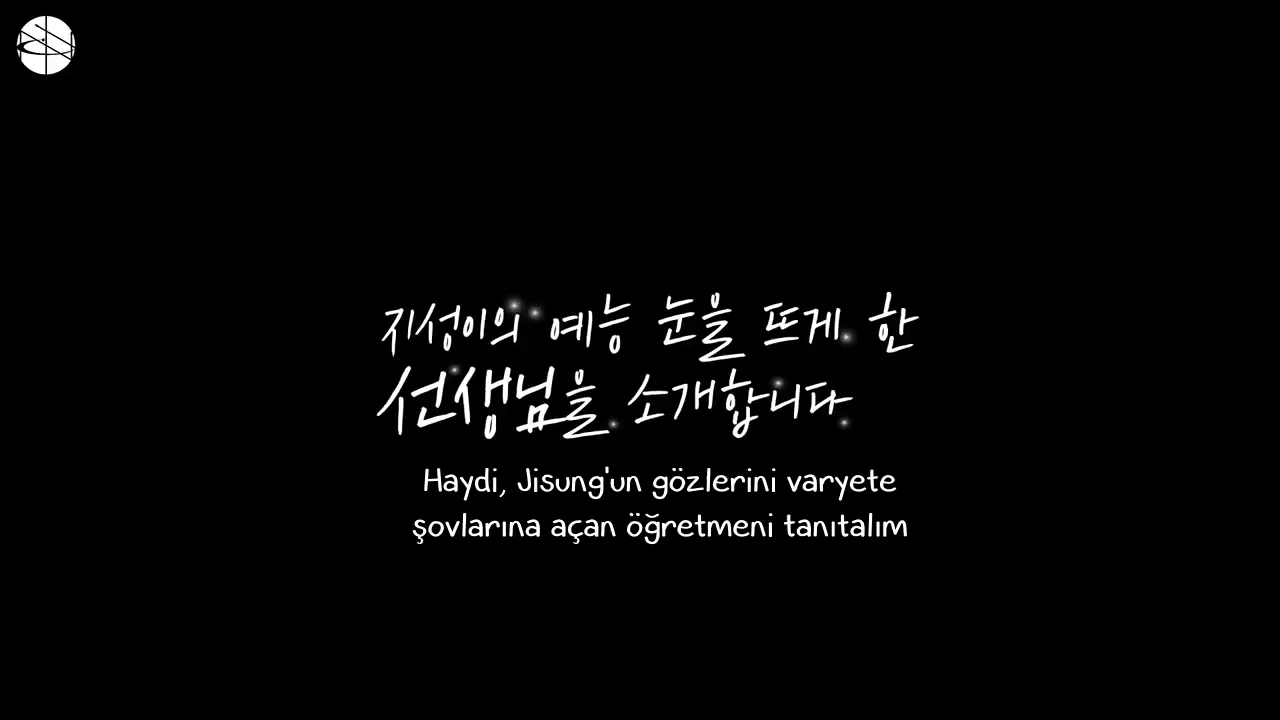 지성이의 예능 눈을 뜨게 한
선생님을 소개합니다
Haydi, Jisung'un gözlerini varyete
şovlarına açan öğretmeni tanıtalım